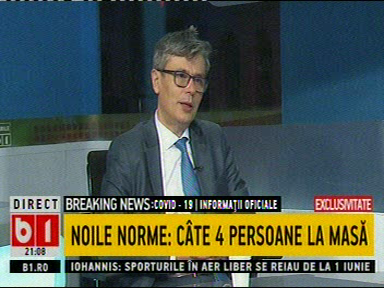 DIRECT
BREAKING NEWS: COVID - 19 | INFORMAȚII OFICIALE
EXCLUSIVITATE
b1
21:08
NOILE NORME: CÂTE 4 PERSOANE LA MASĂ
B1.RO
IOHANNIS: SPORTURILE ÎN AER LIBER SE REIAU DE LA 1 IUNIE